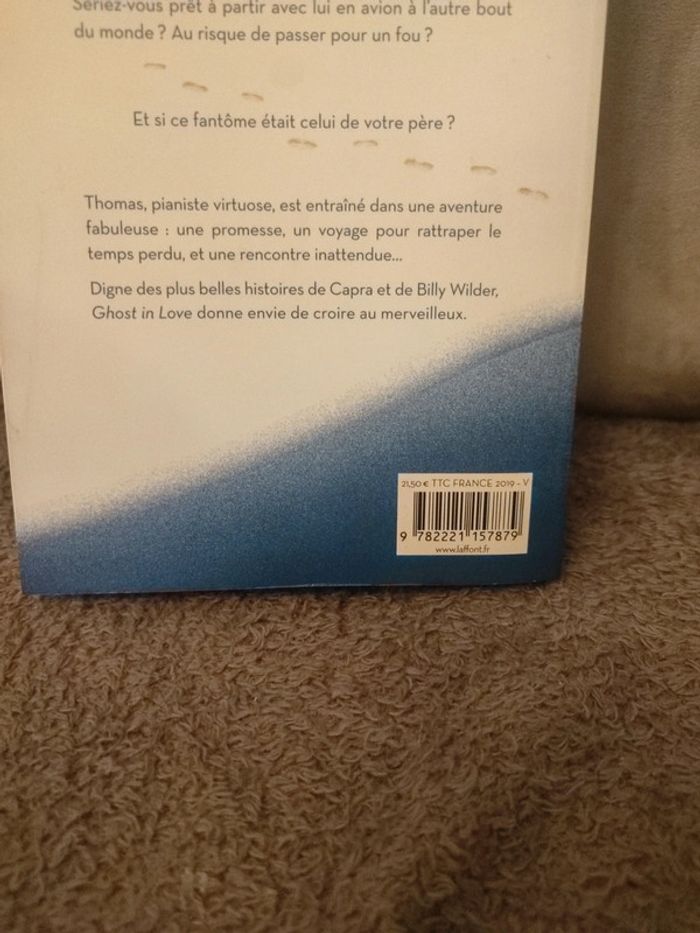 Seriez-vous prêt à partir avec lui en avion à l'autre bout
du monde ? Au risque de passer pour un fou ?
Et si ce fantôme était celui de votre père ?
Thomas, pianiste virtuose, est entraîné dans une aventure
fabuleuse : une promesse, un voyage pour rattraper le
temps perdu, et une rencontre inattendue...
Digne des plus belles histoires de Capra et de Billy Wilder,
Ghost in Love donne envie de croire au merveilleux.
21,50 € TTC FRANCE 2019 - V
9 782221 157879
www.laffont.fr